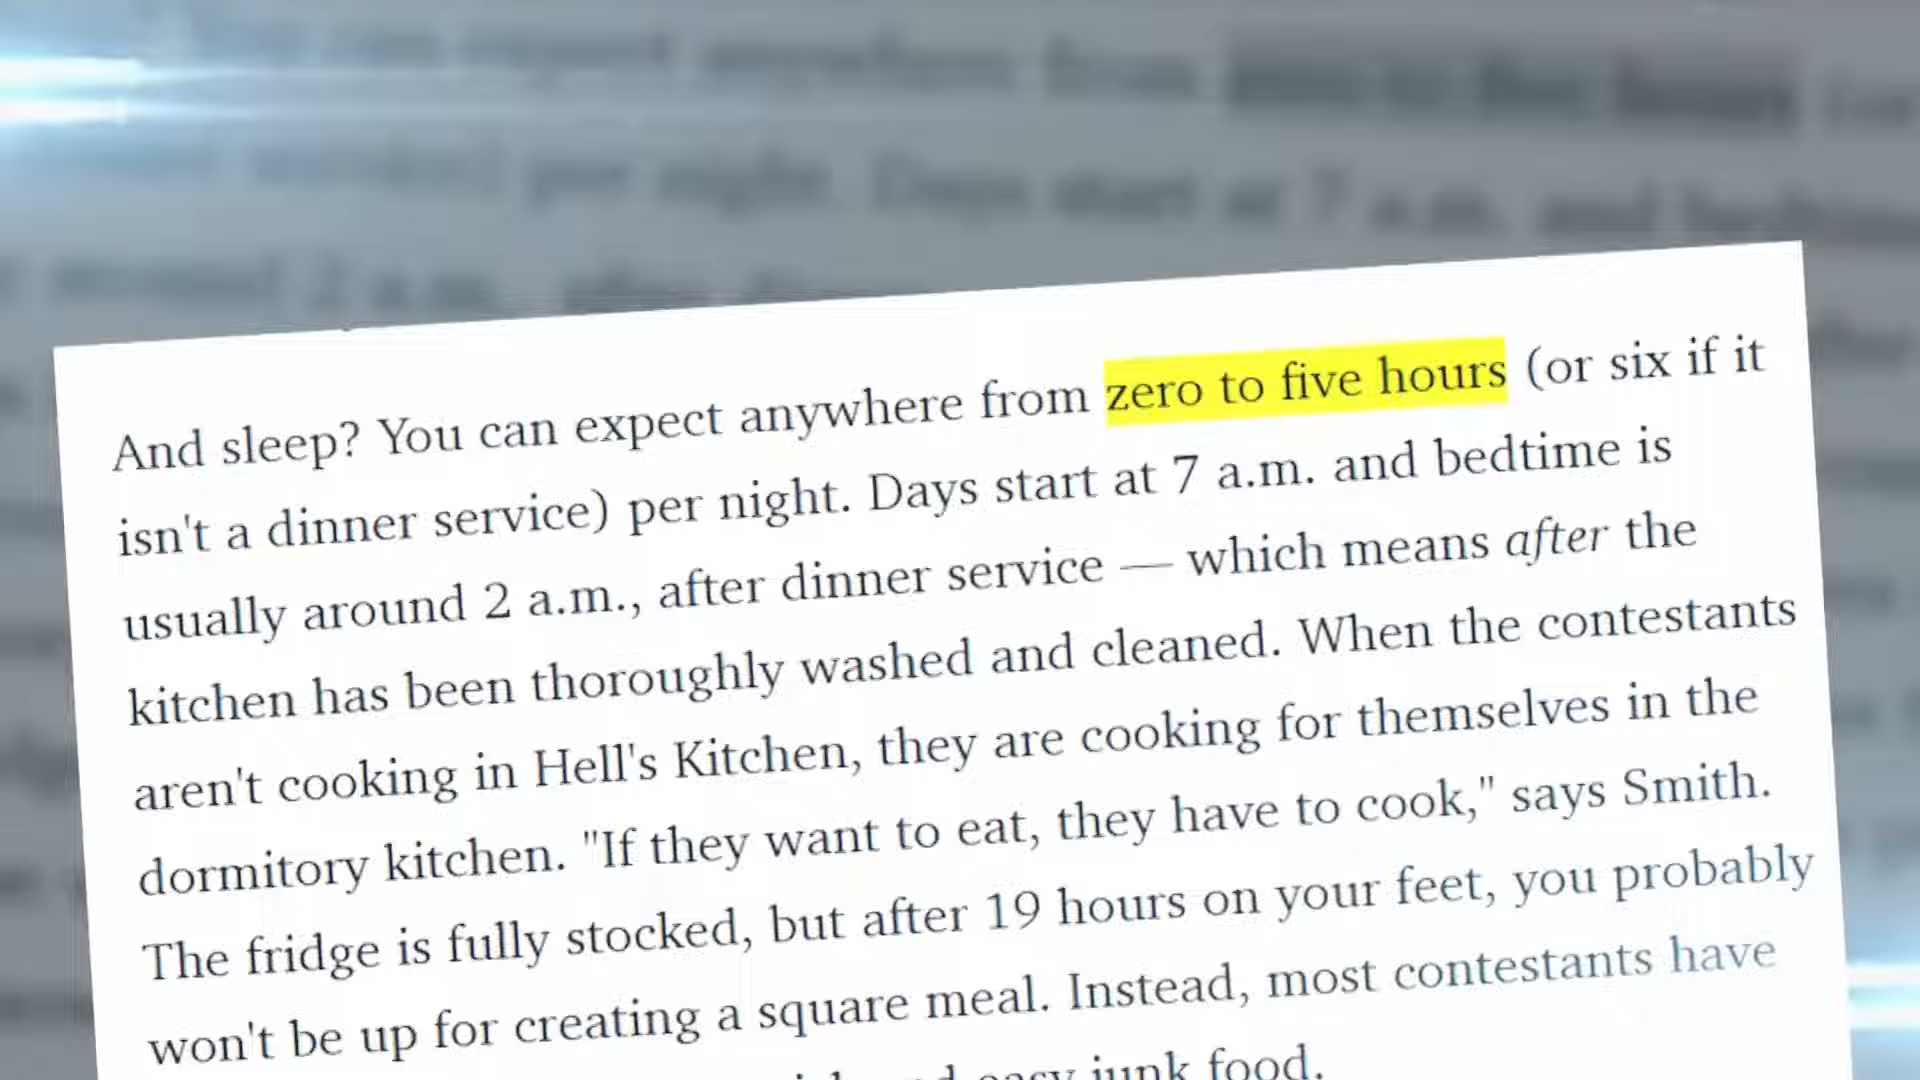 And sleep? You can expect anywhere from zero to five hours (or six if it
isn't a dinner service) per night. Days start at 7 a.m. and bedtime is
usually around 2 a.m., after dinner service — which means after the
kitchen has been thoroughly washed and cleaned. When the contestants
aren't cooking in Hell's Kitchen, they are cooking for themselves in the
dormitory kitchen. "If they want to eat, they have to cook," says Smith.
The fridge is fully stocked, but after 19 hours on your feet, you probably
won't be up for creating a square meal. Instead, most contestants have
easy junk food.